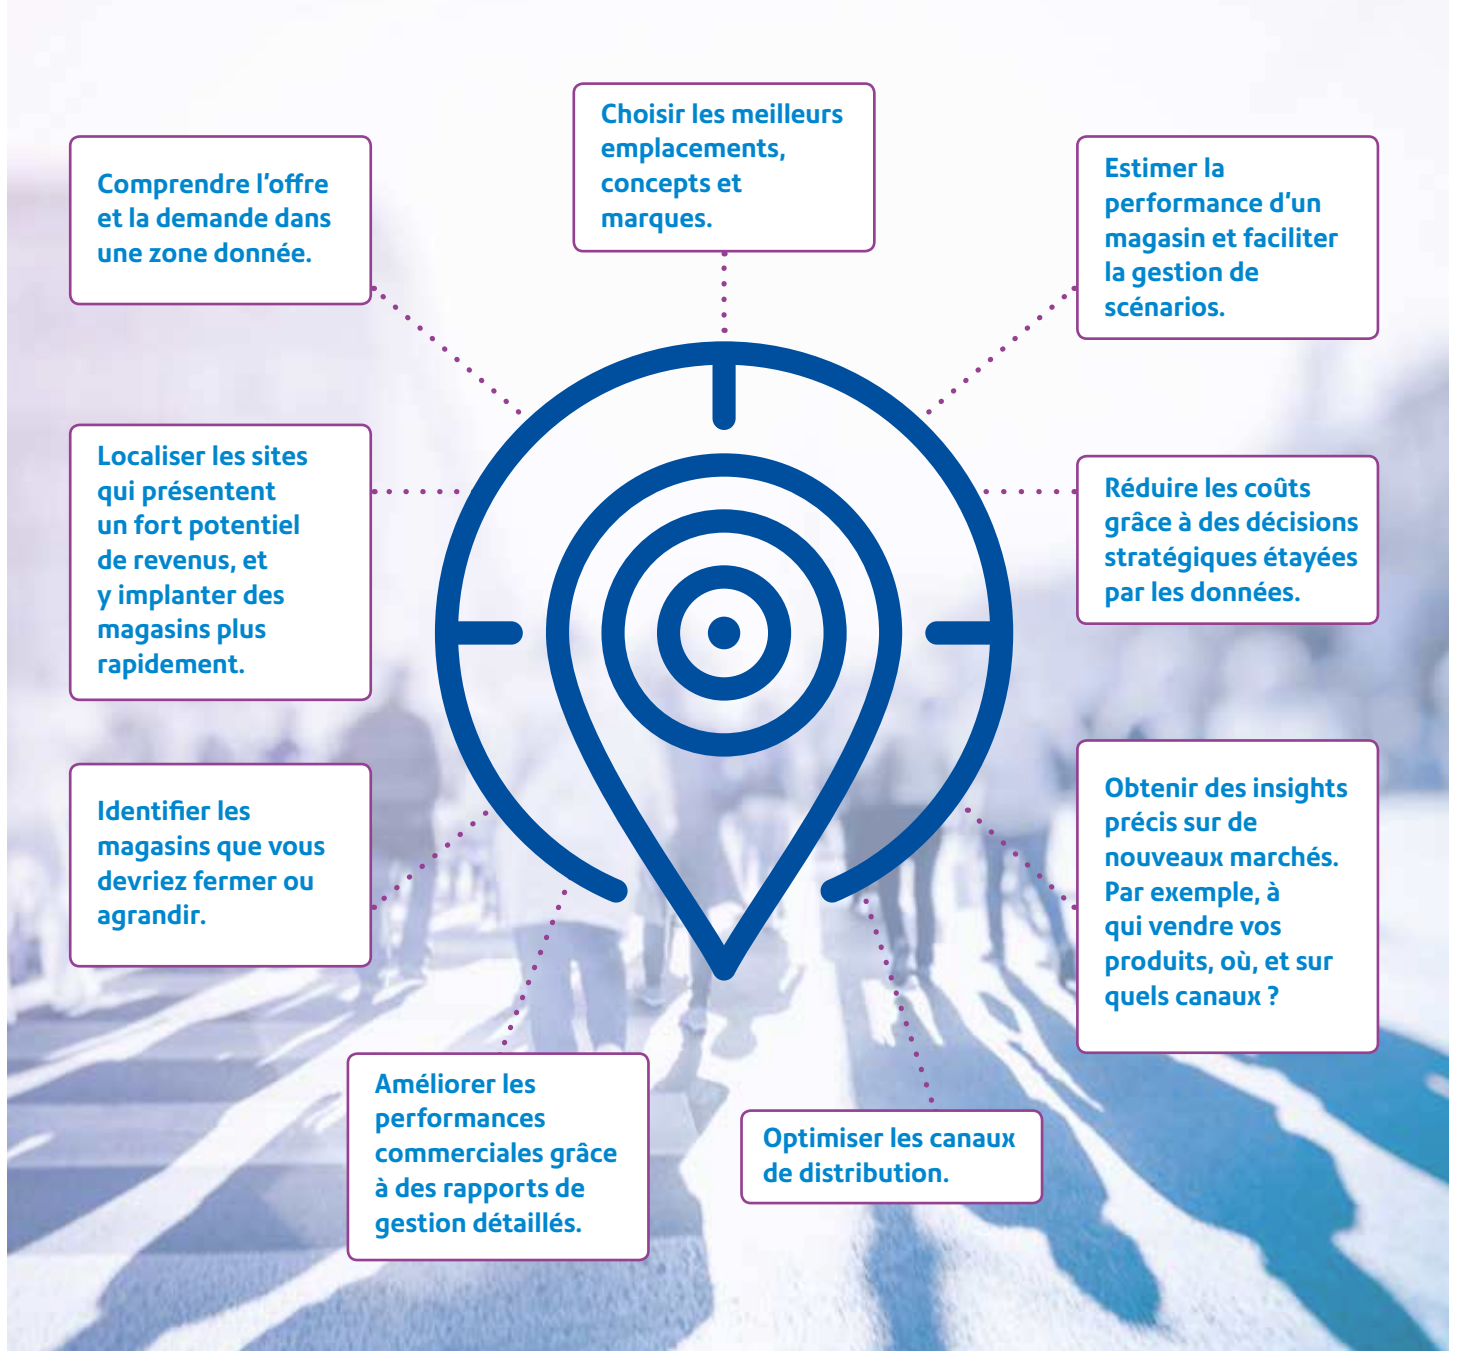 Choisir les meilleurs
emplacements,
concepts et
marques.
Comprendre l’offre
et la demande dans
une zone donnée.
Estimer la
performance d’un
magasin et faciliter
la gestion de
scénarios.
Localiser les sites
qui présentent
un fort potentiel
de revenus, et
y implanter des
magasins plus
rapidement.
Réduire les coûts
grâce à des décisions
stratégiques étayées
par les données.
Identifier les
magasins que vous
devriez fermer ou
agrandir.
Obtenir des insights
précis sur de
nouveaux marchés.
Par exemple, à
qui vendre vos
produits, où, et sur
quels canaux ?
Améliorer les
performances
commerciales grâce
à des rapports de
gestion détaillés.
Optimiser les canaux
de distribution.